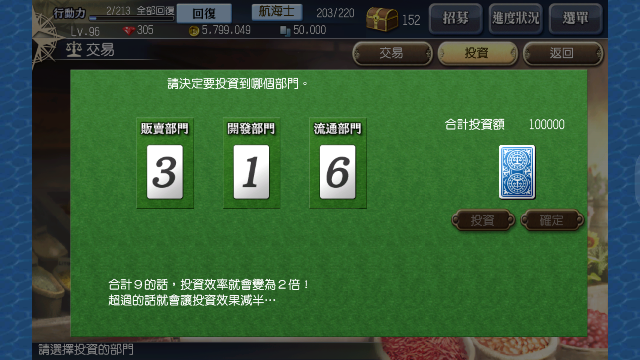 行動力 2/213 全部回復 回復 航海士 203/220 152 招募 進度狀況 選單
Lv.96 305 5.799.049 50.000
交易 交易 投資 返回
請決定要投資到哪個部門。
販賣部門 開發部門 流通部門 合計投資額 100000
3 1 6
投資 確定
合計９的話，投資效率就會變為２倍！
超過的話就會讓投資效果減半…
請選擇投資的部門